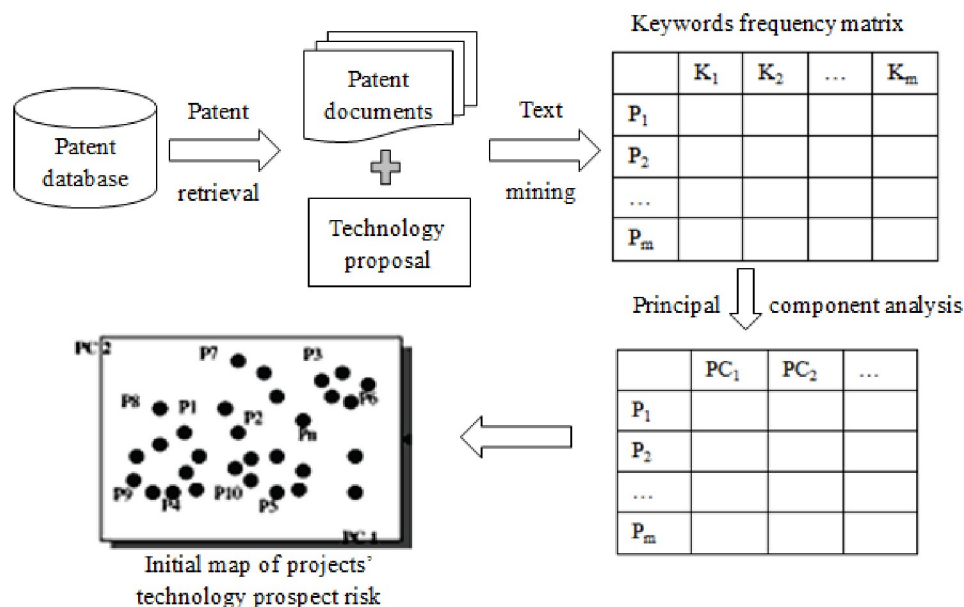 Keywords frequency matrix
Patent database
Patent retrieval
Patent documents
Technology proposal
Text mining
K1 K2 … Km
P1
P2
…
Pm
Principal component analysis
PC1 PC2 …
P1
P2
…
Pm
PC 2
P7 P3
P6
P8 P1 P2 Pn
P9 P4 P10 P5
PC 1
Initial map of projects’
technology prospect risk